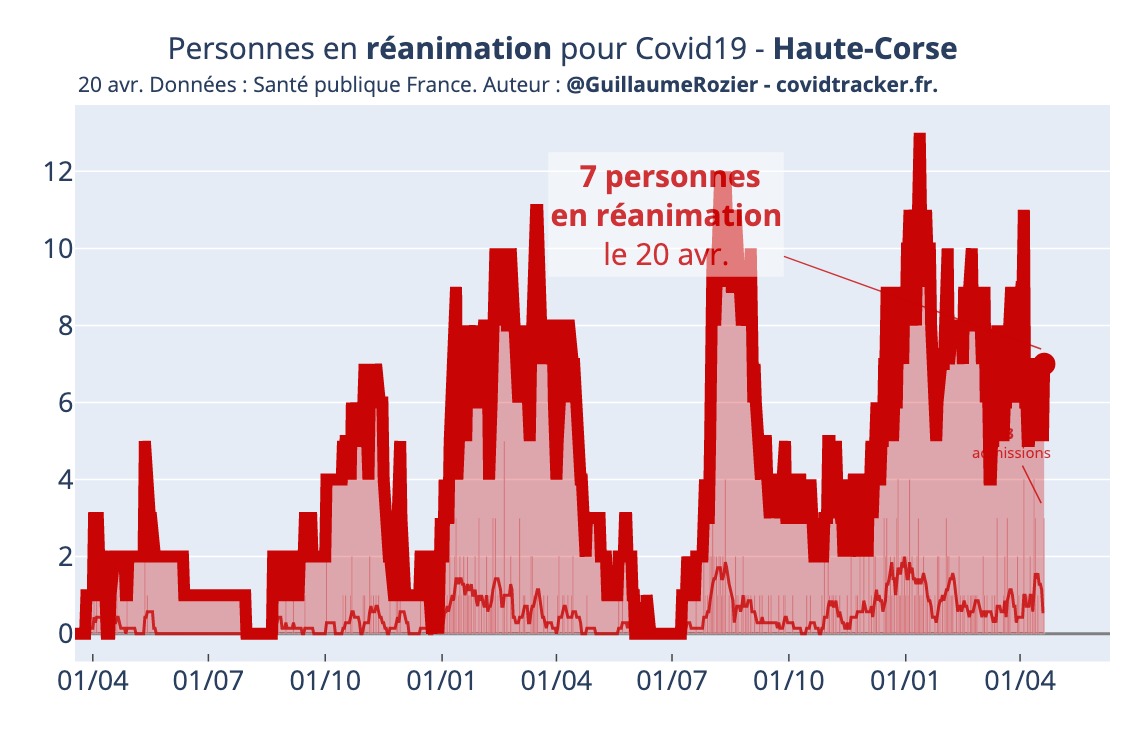 Personnes en réanimation pour Covid19 - Haute-Corse
20 avr. Données : Santé publique France. Auteur : @GuillaumeRozier - covidtracker.fr.
7 personnes
en réanimation
le 20 avr.
12
10
8
6
4
2
0
3
admissions
01/04
01/07
01/10
01/01
01/04
01/07
01/10
01/01
01/04